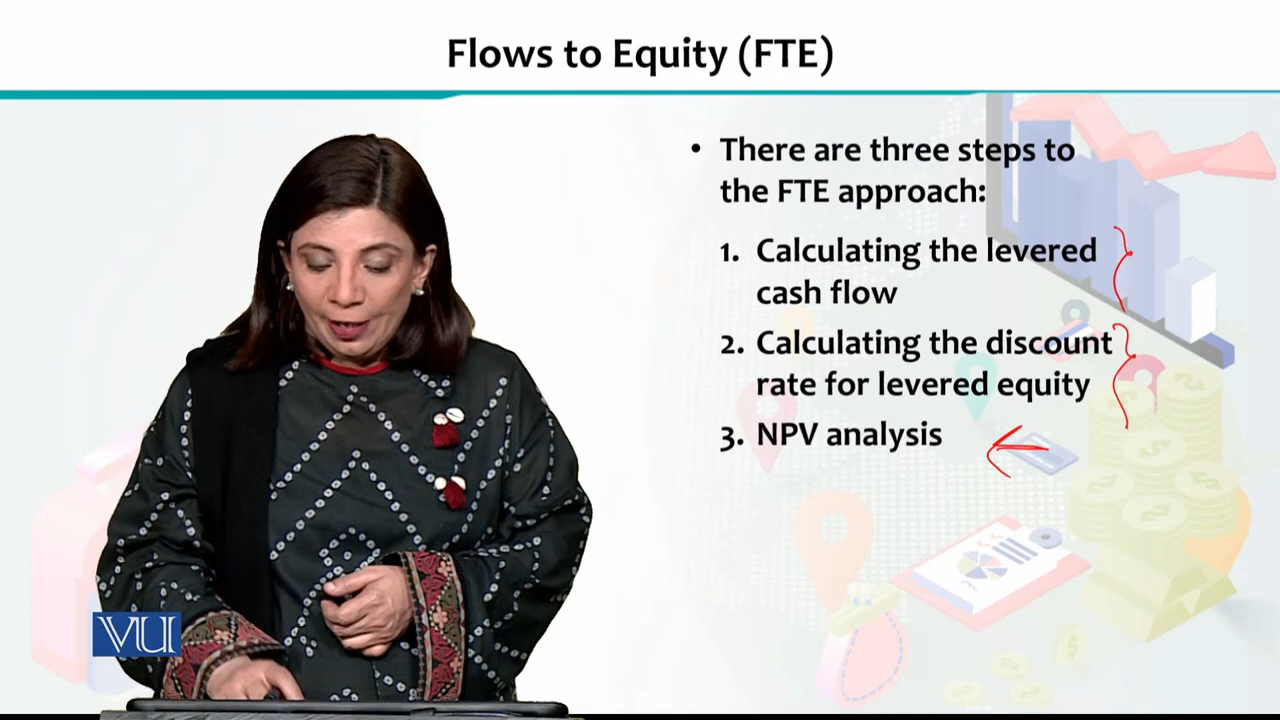 Flows to Equity (FTE)
• There are three steps to
the FTE approach:
1. Calculating the levered
cash flow
2. Calculating the discount
rate for levered equity
3. NPV analysis
VU